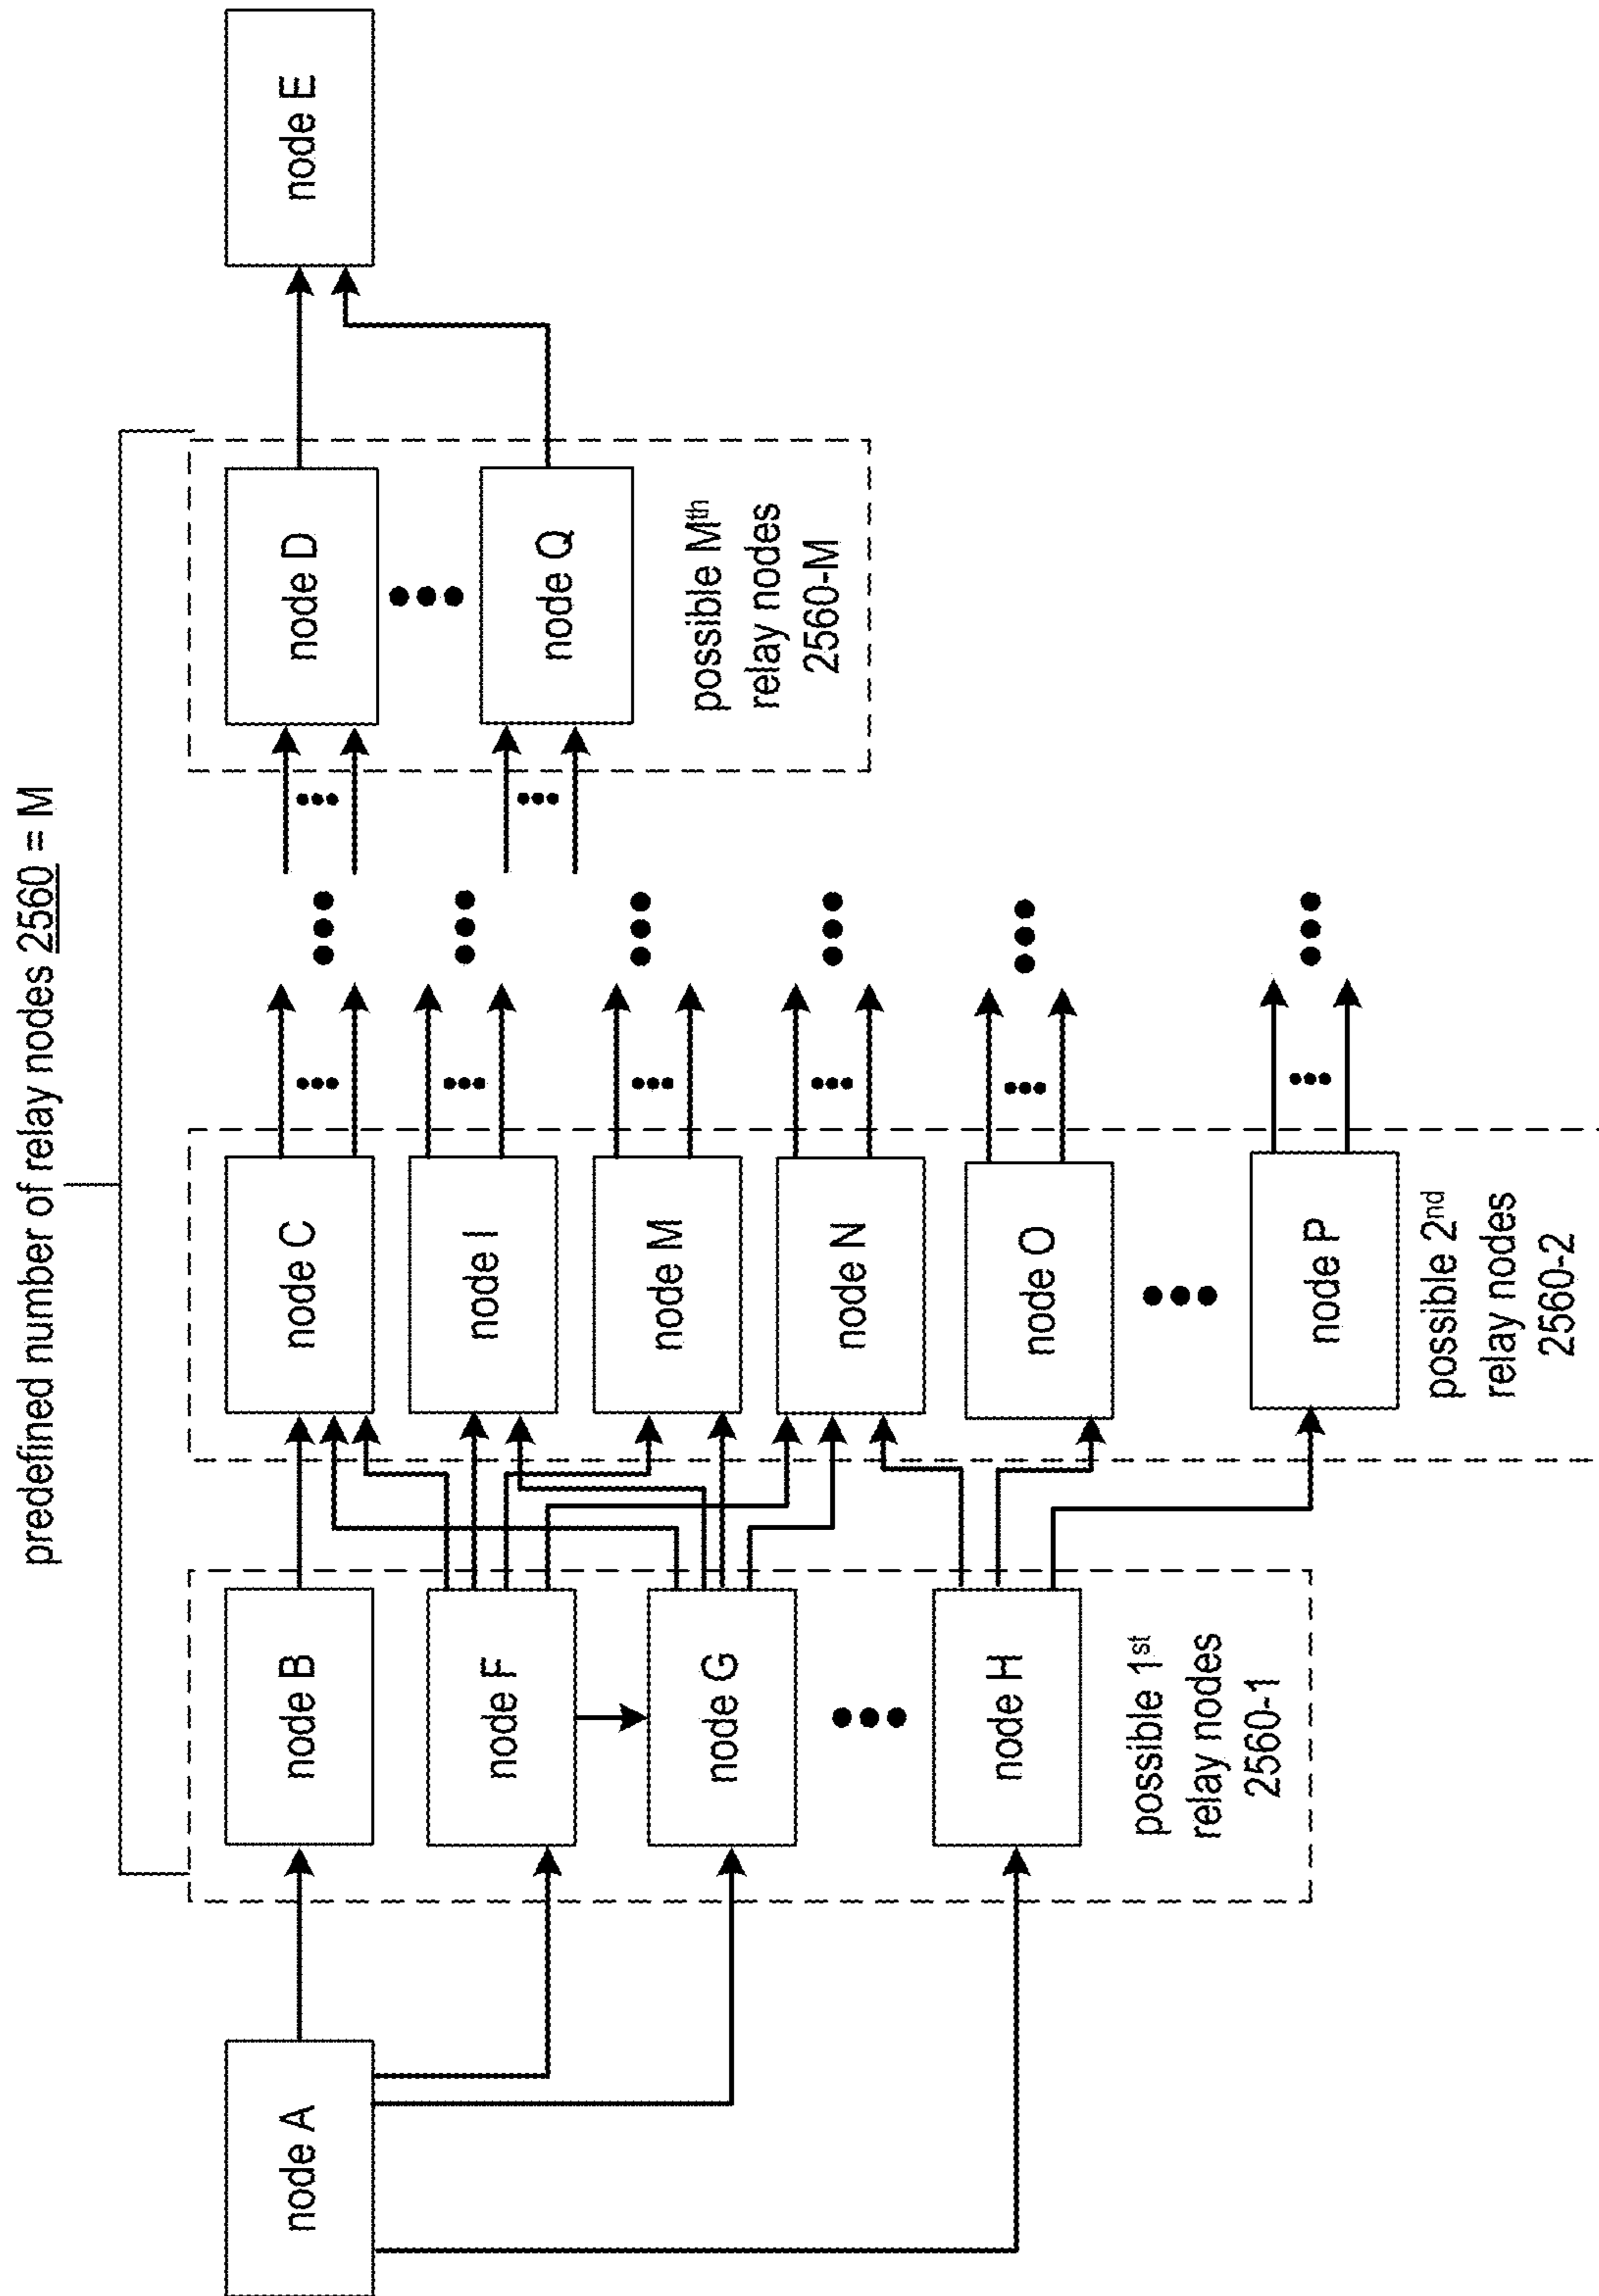 predefined number of relay nodes 2560 = M
node A
node B
node F
node G
node H
possible 1st
relay nodes
2560-1
node C
node I
node M
node N
node O
node P
possible 2nd
relay nodes
2560-2
node D
node Q
possible Mth
relay nodes
2560-M
node E